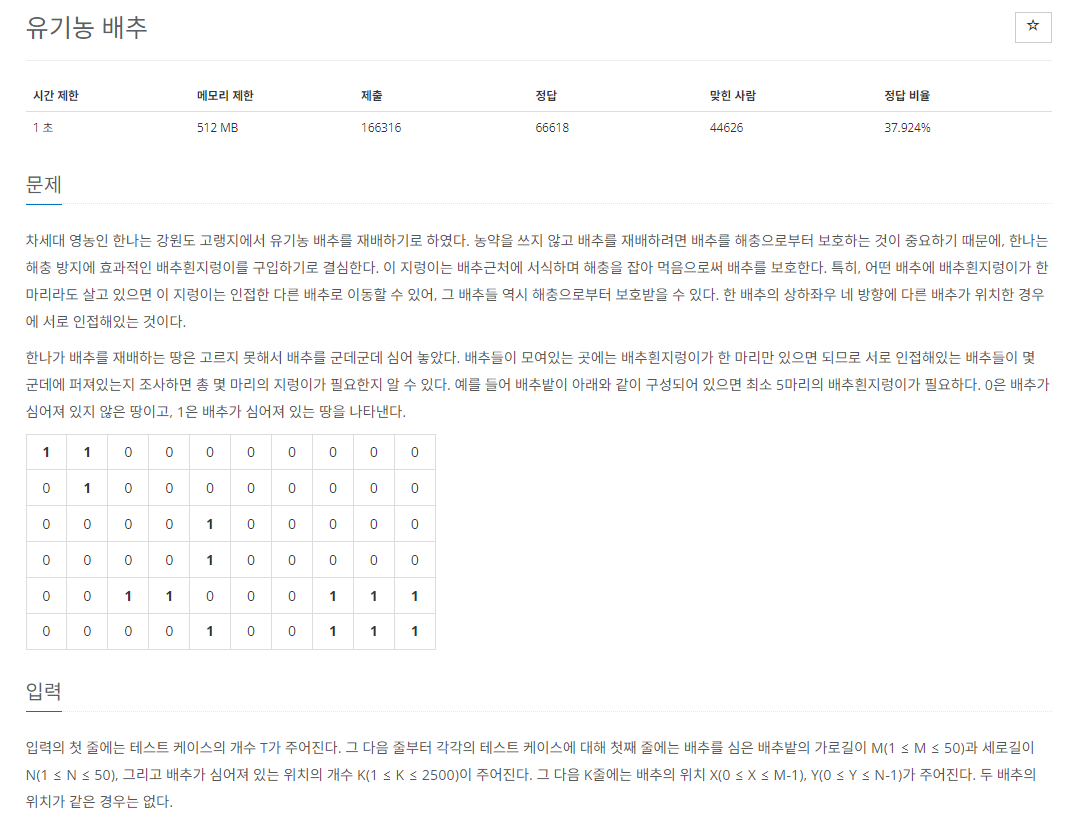 유기농 배추
☆
시간 제한 메모리 제한 제출 정답 맞힌 사람 정답 비율
1 초 512 MB 166316 66618 44626 37.924%
문제
차세대 영농인 한나는 강원도 고랭지에서 유기농 배추를 재배하기로 하였다. 농약을 쓰지 않고 배추를 재배하려면 배추를 해충으로부터 보호하는 것이 중요하기 때문에, 한나는
해충 방지에 효과적인 배추흰지렁이를 구입하기로 결심한다. 이 지렁이는 배추근처에 서식하며 해충을 잡아 먹음으로써 배추를 보호한다. 특히, 어떤 배추에 배추흰지렁이가 한
마리라도 살고 있으면 이 지렁이는 인접한 다른 배추로 이동할 수 있어, 그 배추들 역시 해충으로부터 보호받을 수 있다. 한 배추의 상하좌우 네 방향에 다른 배추가 위치한 경우
에 서로 인접해있는 것이다.
한나가 배추를 재배하는 땅은 고르지 못해서 배추를 군데군데 심어 놓았다. 배추들이 모여있는 곳에는 배추흰지렁이가 한 마리만 있으면 되므로 서로 인접해있는 배추들이 몇
군데에 퍼져있는지 조사하면 총 몇 마리의 지렁이가 필요한지 알 수 있다. 예를 들어 배추밭이 아래와 같이 구성되어 있으면 최소 5마리의 배추흰지렁이가 필요하다. 0은 배추가
심어져 있지 않은 땅이고, 1은 배추가 심어져 있는 땅을 나타낸다.
1 1 0 0 0 0 0 0 0 0
0 1 0 0 0 0 0 0 0 0
0 0 0 0 1 0 0 0 0 0
0 0 0 0 1 0 0 0 0 0
0 0 1 1 0 0 0 1 1 1
0 0 0 0 1 0 0 1 1 1
입력
입력의 첫 줄에는 테스트 케이스의 개수 T가 주어진다. 그 다음 줄부터 각각의 테스트 케이스에 대해 첫째 줄에는 배추를 심은 배추밭의 가로길이 M(1 ≤ M ≤ 50)과 세로길이
N(1 ≤ N ≤ 50), 그리고 배추가 심어져 있는 위치의 개수 K(1 ≤ K ≤ 2500)이 주어진다. 그 다음 K줄에는 배추의 위치 X(0 ≤ X ≤ M-1), Y(0 ≤ Y ≤ N-1)가 주어진다. 두 배추의
위치가 같은 경우는 없다.